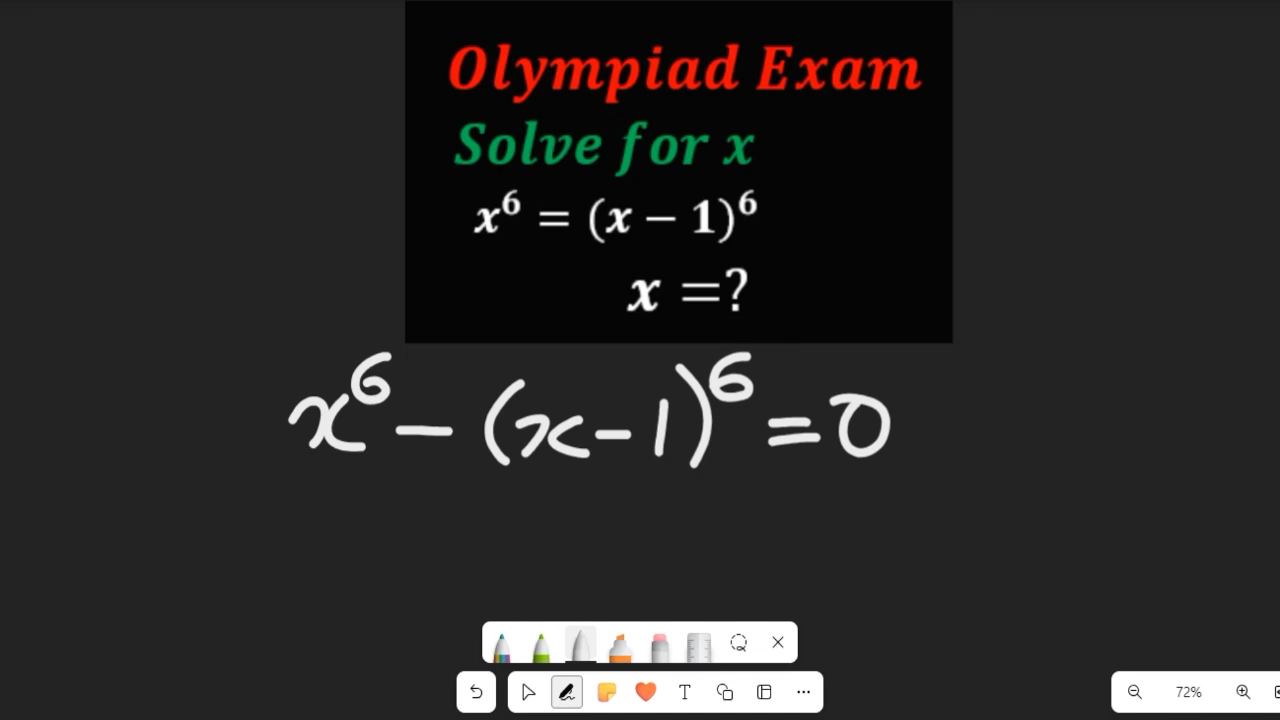 Olympiad Exam
Solve for x
x⁶ = (x − 1)⁶
x =?
x⁶ − (x − 1)⁶ = 0
T
72%